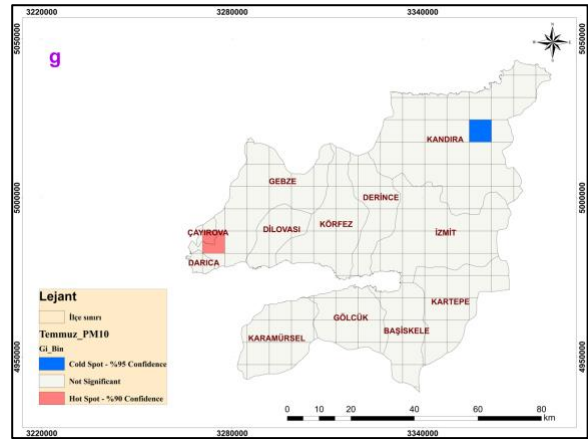 3220000 3280000 3340000
5050000 5050000
g
KANDIRA
GEBZE
DERİNCE
5000000 5000000
ÇAYIROVA
DİLOVASI
KÖRFEZ
İZMİT
DARICA
Lejant
İlçe sınırı
Temmuz_PM10
Gi_Bin
Cold Spot - %95 Confidence
Not Significant
Hot Spot - %90 Confidence
KARTEPE
GÖLCÜK
BAŞİSKELE
KARAMÜRSEL
4950000 4950000
0 10 20 40 60 80
km
3220000 3280000 3340000